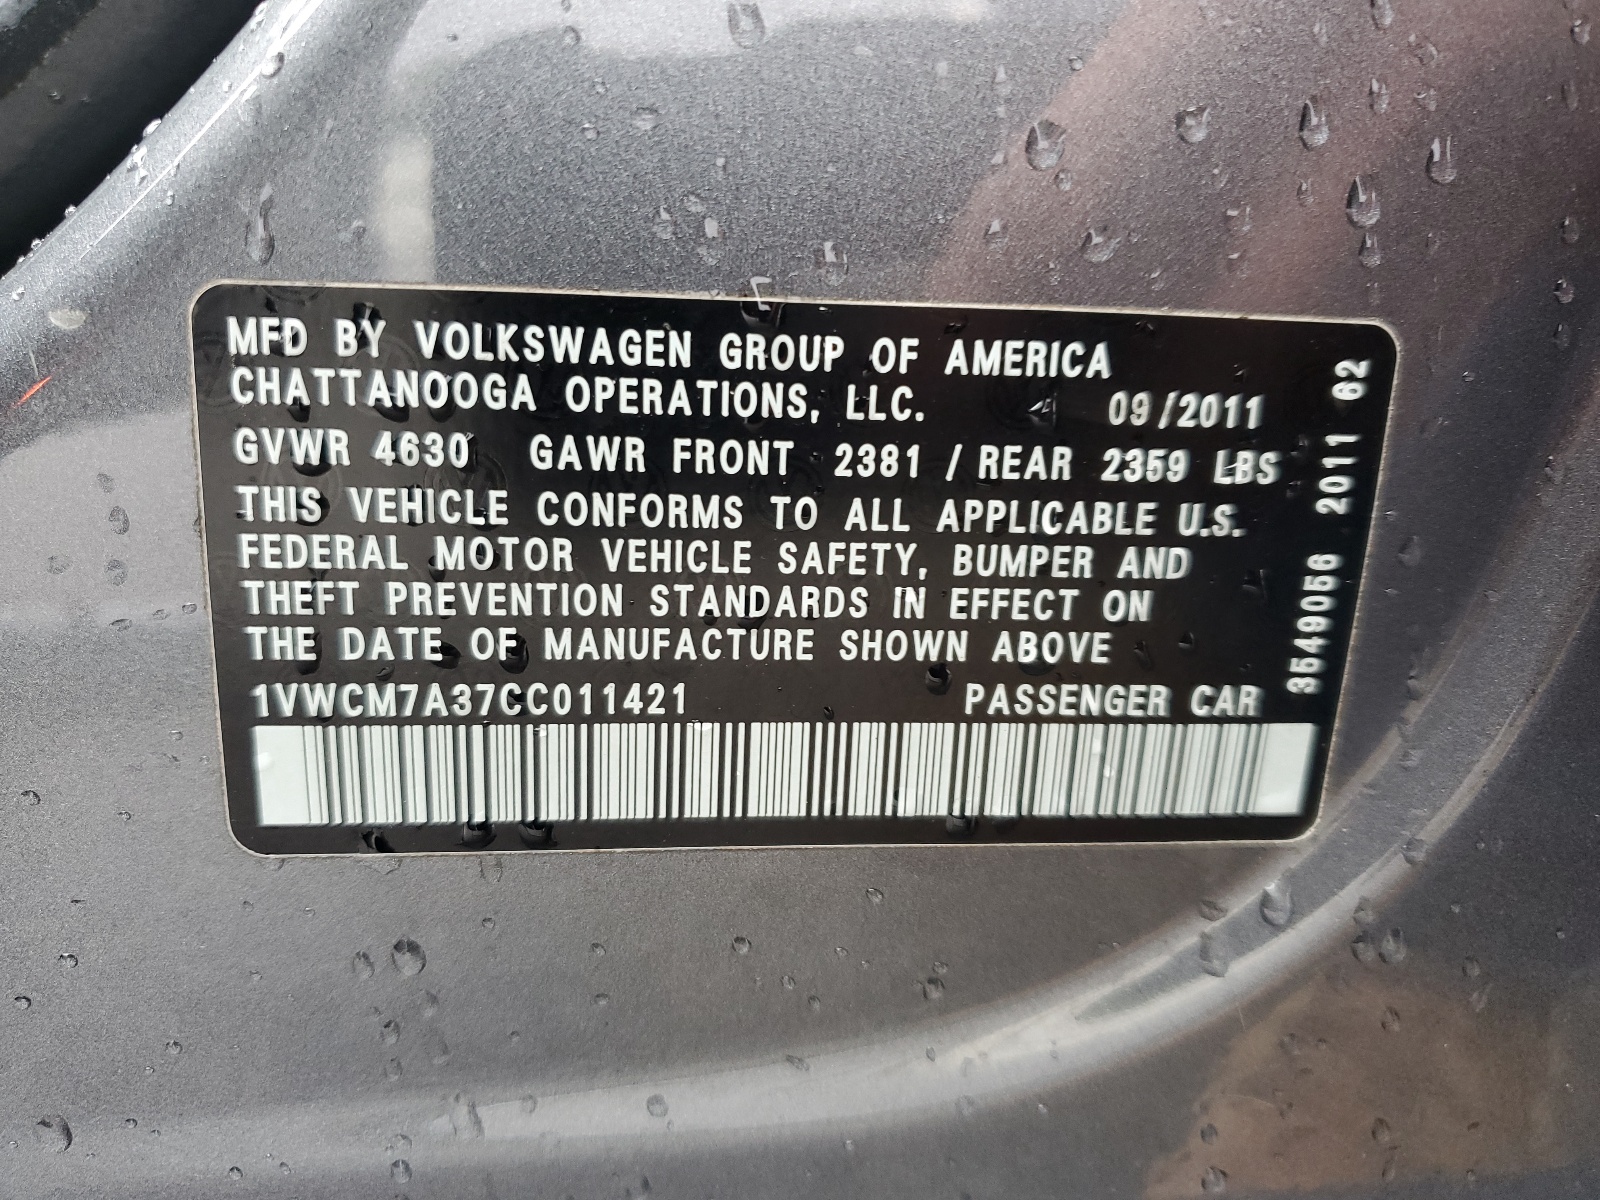 MFD BY VOLKSWAGEN GROUP OF AMERICA
CHATTANOOGA OPERATIONS, LLC. 09/2011
GVWR 4630 GAWR FRONT 2381 / REAR 2359 LBS
THIS VEHICLE CONFORMS TO ALL APPLICABLE U.S.
FEDERAL MOTOR VEHICLE SAFETY, BUMPER AND
THEFT PREVENTION STANDARDS IN EFFECT ON
THE DATE OF MANUFACTURE SHOWN ABOVE
1VWCM7A37CC011421 PASSENGER CAR
3549056 2011 62